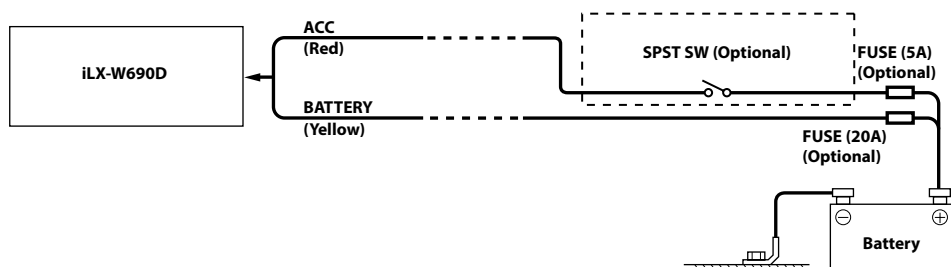 ACC
(Red)
SPST SW (Optional)
FUSE (5A)
(Optional)
iLX-W690D
BATTERY
(Yellow)
FUSE (20A)
(Optional)
Battery